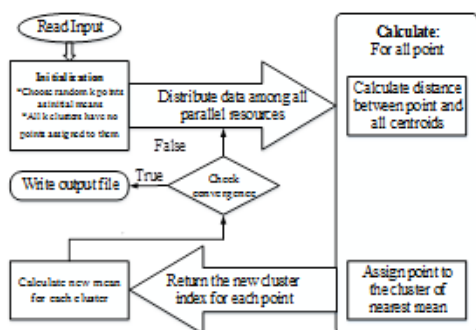 Read Input
Initialization
*Choose random k points
as initial means
*All k clusters have no
points assigned to them
Distribute data among all
parallel resources
Calculate:
For all point
Calculate distance
between point and
all centroids
False
True
Check
convergence
Write output file
Calculate new mean
for each cluster
Return the new cluster
index for each point
Assign point to
the cluster of
nearest mean